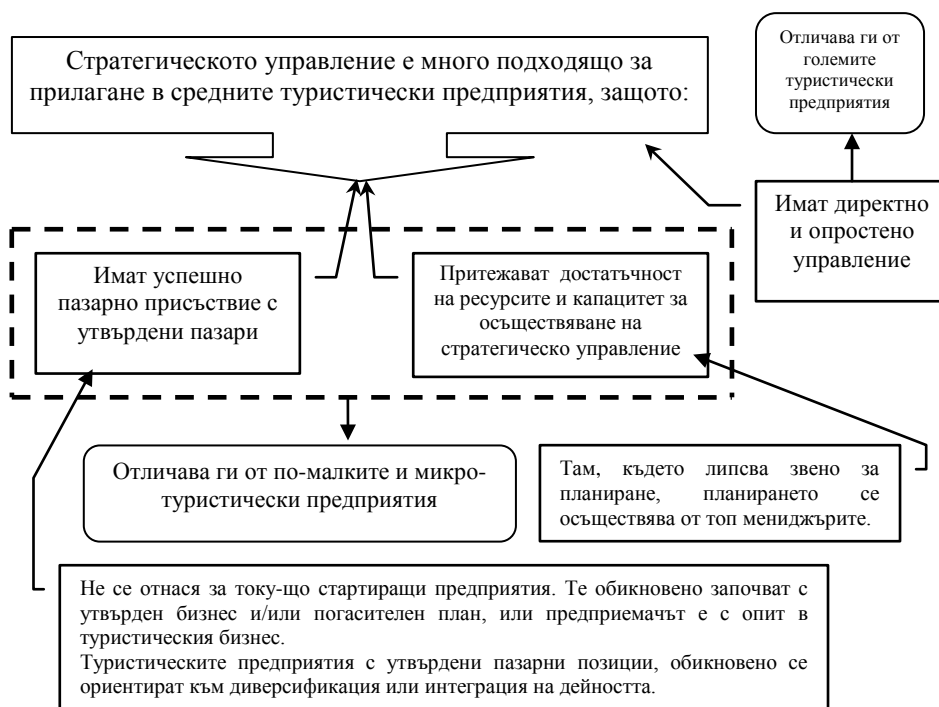 Стратегическото управление е много подходящо за
прилагане в средните туристически предприятия, защото:
Отличава ги от
големите
туристически
предприятия
Имат директно
и опростено
управление
Имат успешно
пазарно присъствие с
утвърдени пазари
Притежават достатъчност
на ресурсите и капацитет за
осъществяване на
стратегическо управление
Отличава ги от по-малките и микро-
туристически предприятия
Там, където липсва звено за
планиране, планирането се
осъществява от топ мениджърите.
Не се отнася за току-що стартиращи предприятия. Те обикновено започват с
утвърден бизнес и/или погасителен план, или предприемачът е с опит в
туристическия бизнес.
Туристическите предприятия с утвърдени пазарни позиции, обикновено се
ориентират към диверсификация или интеграция на дейността.